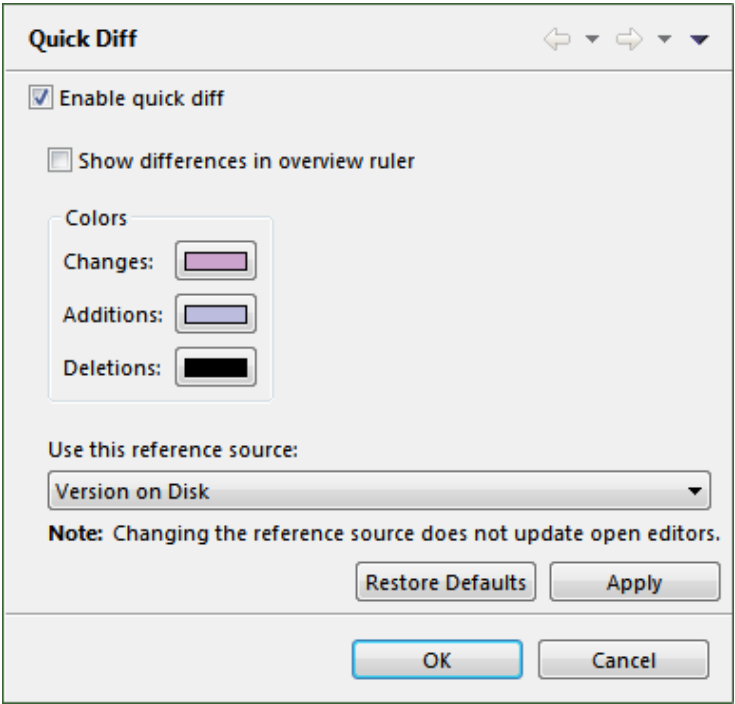 Quick Diff
Enable quick diff
Show differences in overview ruler
Colors
Changes:
Additions:
Deletions:
Use this reference source:
Version on Disk
Note: Changing the reference source does not update open editors.
Restore Defaults Apply
OK Cancel